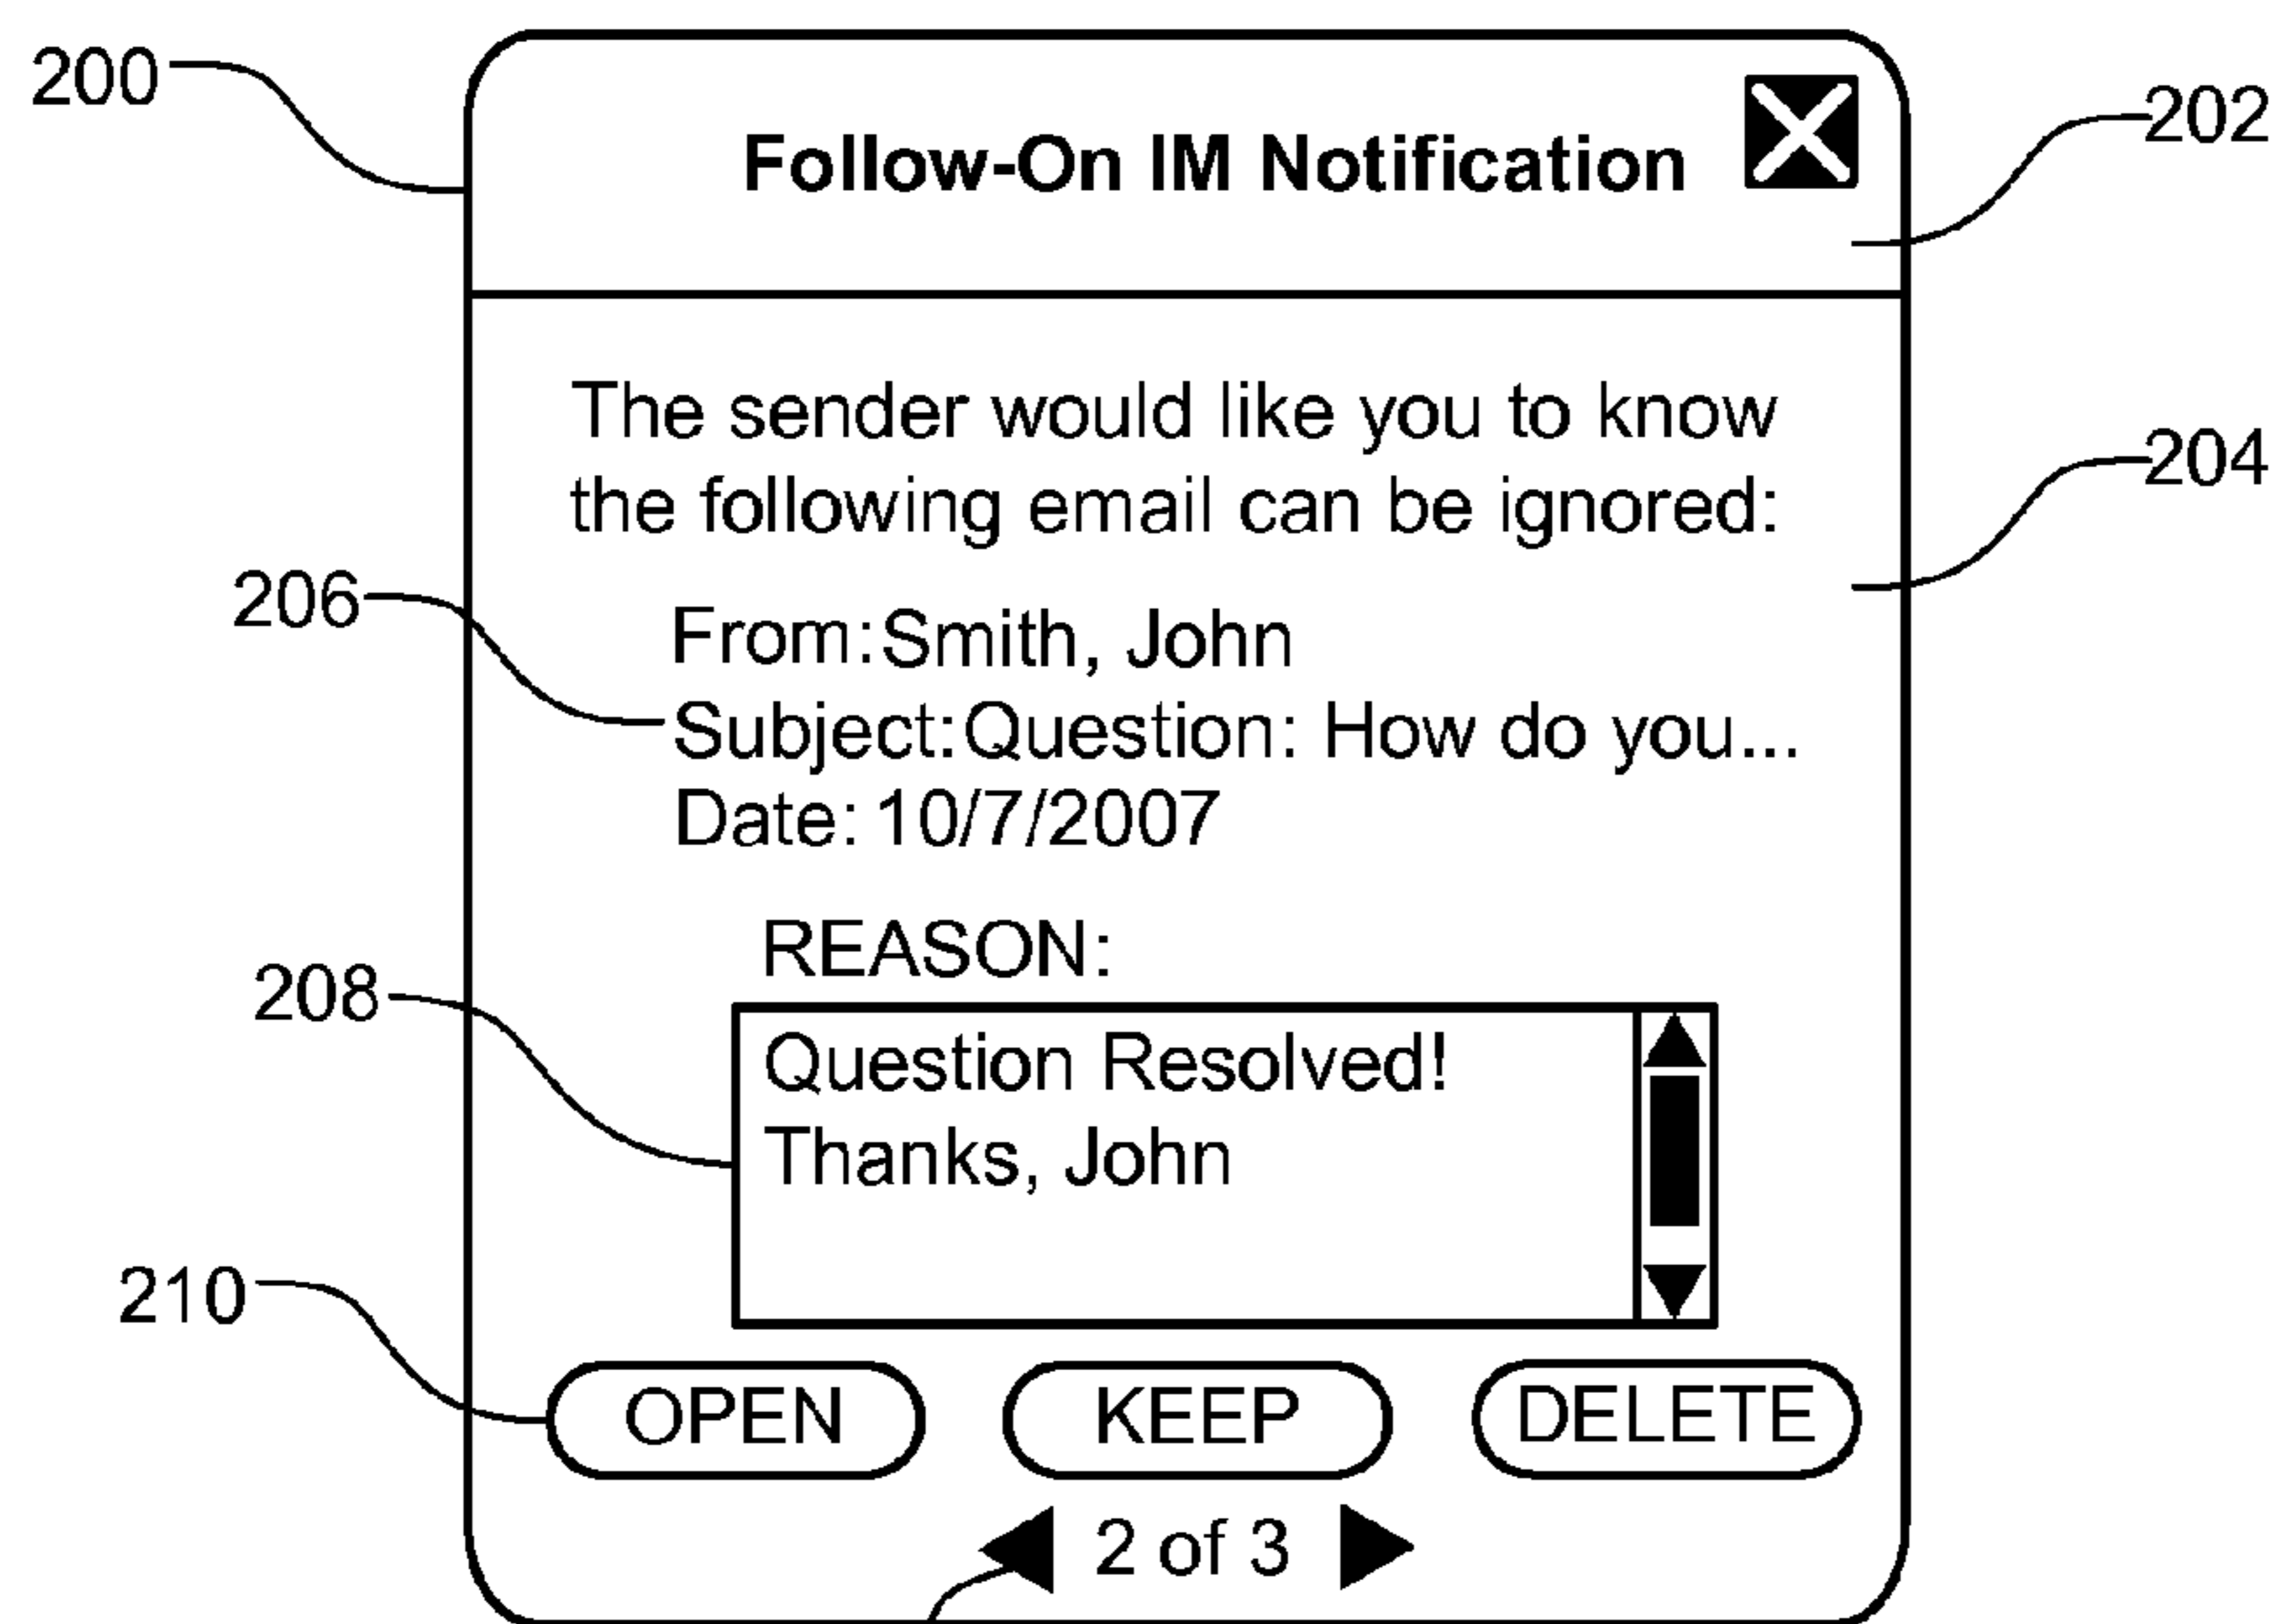 200
202
Follow-On IM Notification
The sender would like you to know
204
the following email can be ignored:
206
From: Smith, John
Subject: Question: How do you...
Date: 10/7/2007
REASON:
208
Question Resolved!
Thanks, John
210
OPEN KEEP DELETE
2 of 3